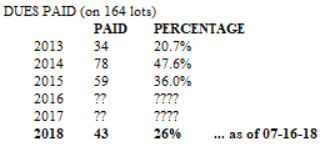 DUES PAID (on 164 lots)
PAID PERCENTAGE
2013 34 20.7%
2014 78 47.6%
2015 59 36.0%
2016 ?? ????
2017 ?? ????
2018 43 26% ... as of 07-16-18